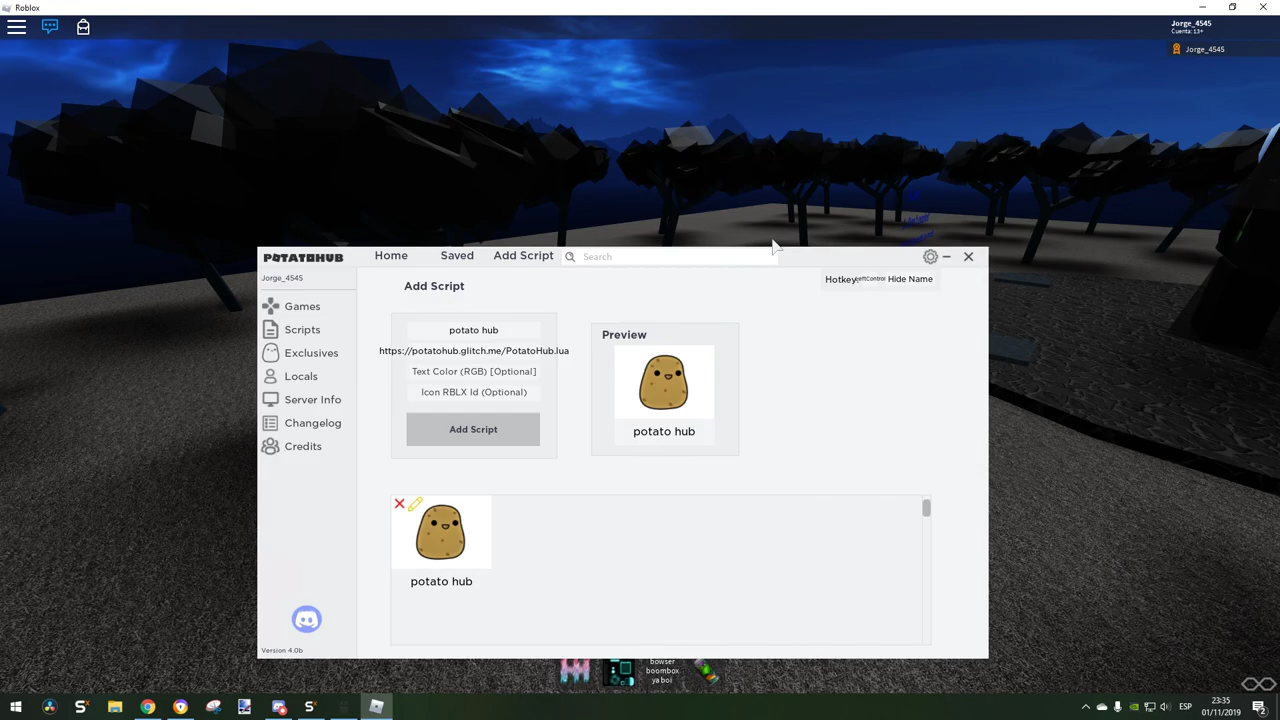 Roblox
Jorge_4545
Cuenta: 13+
Jorge_4545
POTATOHUB
Home
Saved
Add Script
Search
Jorge_4545
Add Script
Hotkey:
LeftControl
Hide Name
Games
Scripts
Exclusives
Locals
Server Info
Changelog
Credits
potato hub
https://potatohub.glitch.me/PotatoHub.lua
Text Color (RGB) [Optional]
Icon RBLX Id (Optional)
Add Script
Preview
potato hub
potato hub
Version 4.0b
bowser
boombox
ya boi
ESP
23:35
01/11/2019
2